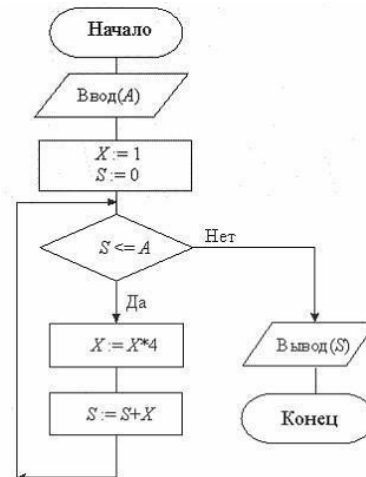 Начало
Ввод(A)
X := 1
S := 0
S <= A
Нет
Да
X := X*4
Вывод(S)
S := S+X
Конец